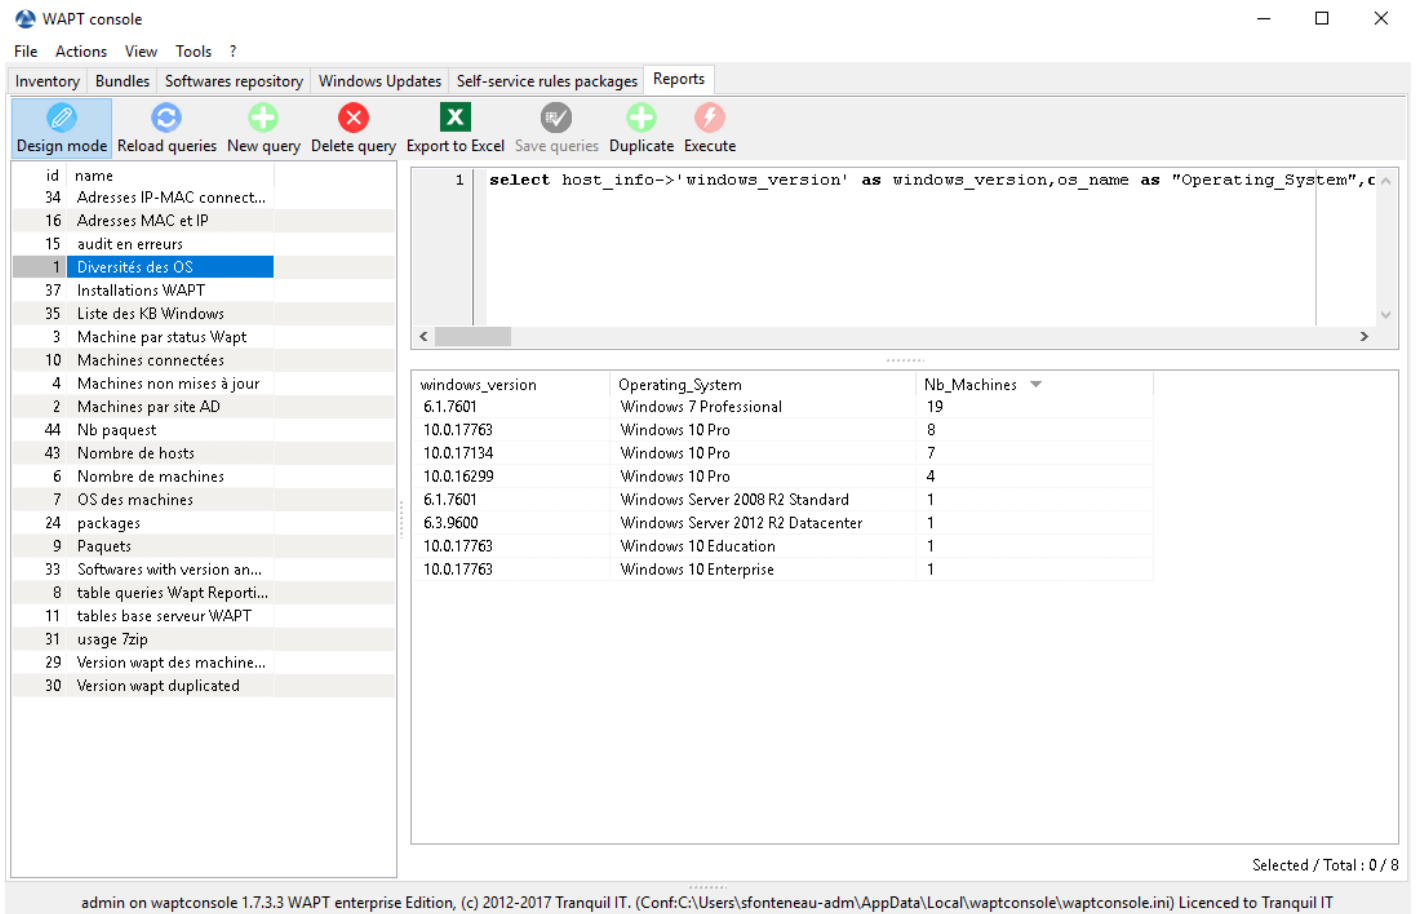 WAPT console
File Actions View Tools ?
Inventory Bundles Softwares repository Windows Updates Self-service rules packages Reports
Design mode Reload queries New query Delete query Export to Excel Save queries Duplicate Execute
id name
34 Adresses IP-MAC connect...
16 Adresses MAC et IP
15 audit en erreurs
1 Diversités des OS
37 Installations WAPT
35 Liste des KB Windows
3 Machine par status Wapt
10 Machines connectées
4 Machines non mises à jour
2 Machines par site AD
44 Nb paquest
43 Nombre de hosts
6 Nombre de machines
7 OS des machines
24 packages
9 Paquets
33 Softwares with version an...
8 table queries Wapt Reporti...
11 tables base serveur WAPT
31 usage 7zip
29 Version wapt des machine...
30 Version wapt duplicated
1 select host_info->'windows_version' as windows_version,os_name as "Operating_System",c
windows_version Operating_System Nb_Machines
6.1.7601 Windows 7 Professional 19
10.0.17763 Windows 10 Pro 8
10.0.17134 Windows 10 Pro 7
10.0.16299 Windows 10 Pro 4
6.1.7601 Windows Server 2008 R2 Standard 1
6.3.9600 Windows Server 2012 R2 Datacenter 1
10.0.17763 Windows 10 Education 1
10.0.17763 Windows 10 Enterprise 1
Selected / Total : 0 / 8
admin on waptconsole 1.7.3.3 WAPT enterprise Edition, (c) 2012-2017 Tranquil IT. (Conf:C:\Users\sfonteneau-adm\AppData\Local\waptconsole\waptconsole.ini) Licenced to Tranquil IT